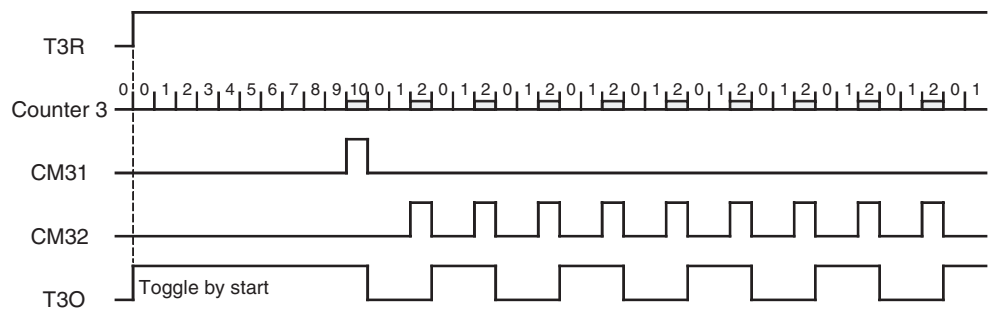 T3R
0 0 1 2 3 4 5 6 7 8 9 10 0 1 2 0 1 2 0 1 2 0 1 2 0 1 2 0 1 2 0 1 2 0 1 2 0 1 2 0 1
Counter 3
CM31
CM32
Toggle by start
T3O